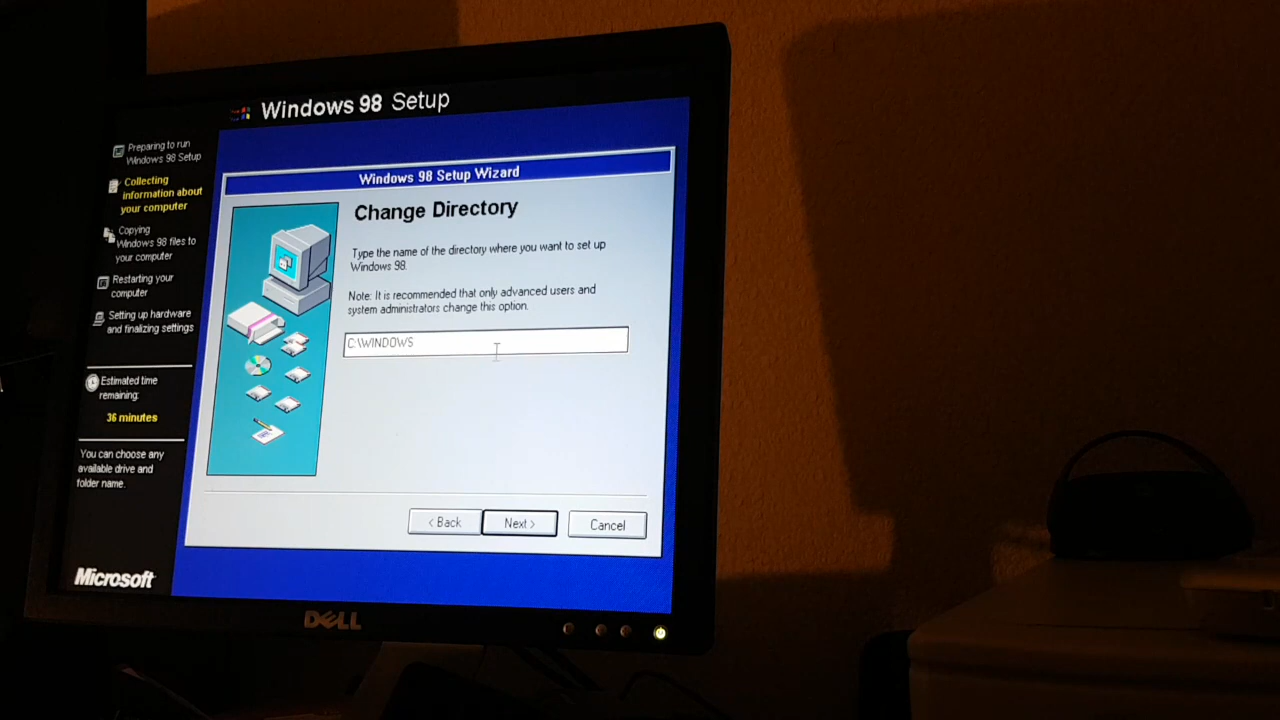 Windows 98 Setup
Preparing to run
Windows 98 Setup
Collecting
information about
your computer
Copying
Windows 98 files to
your computer
Restarting your
computer
Setting up hardware
and finalizing settings
Estimated time
remaining:
36 minutes
You can choose any
available drive and
folder name.
Microsoft
Windows 98 Setup Wizard
Change Directory
Type the name of the directory where you want to set up
Windows 98.
Note: It is recommended that only advanced users and
system administrators change this option.
C:\WINDOWS
< Back
Next >
Cancel
DELL